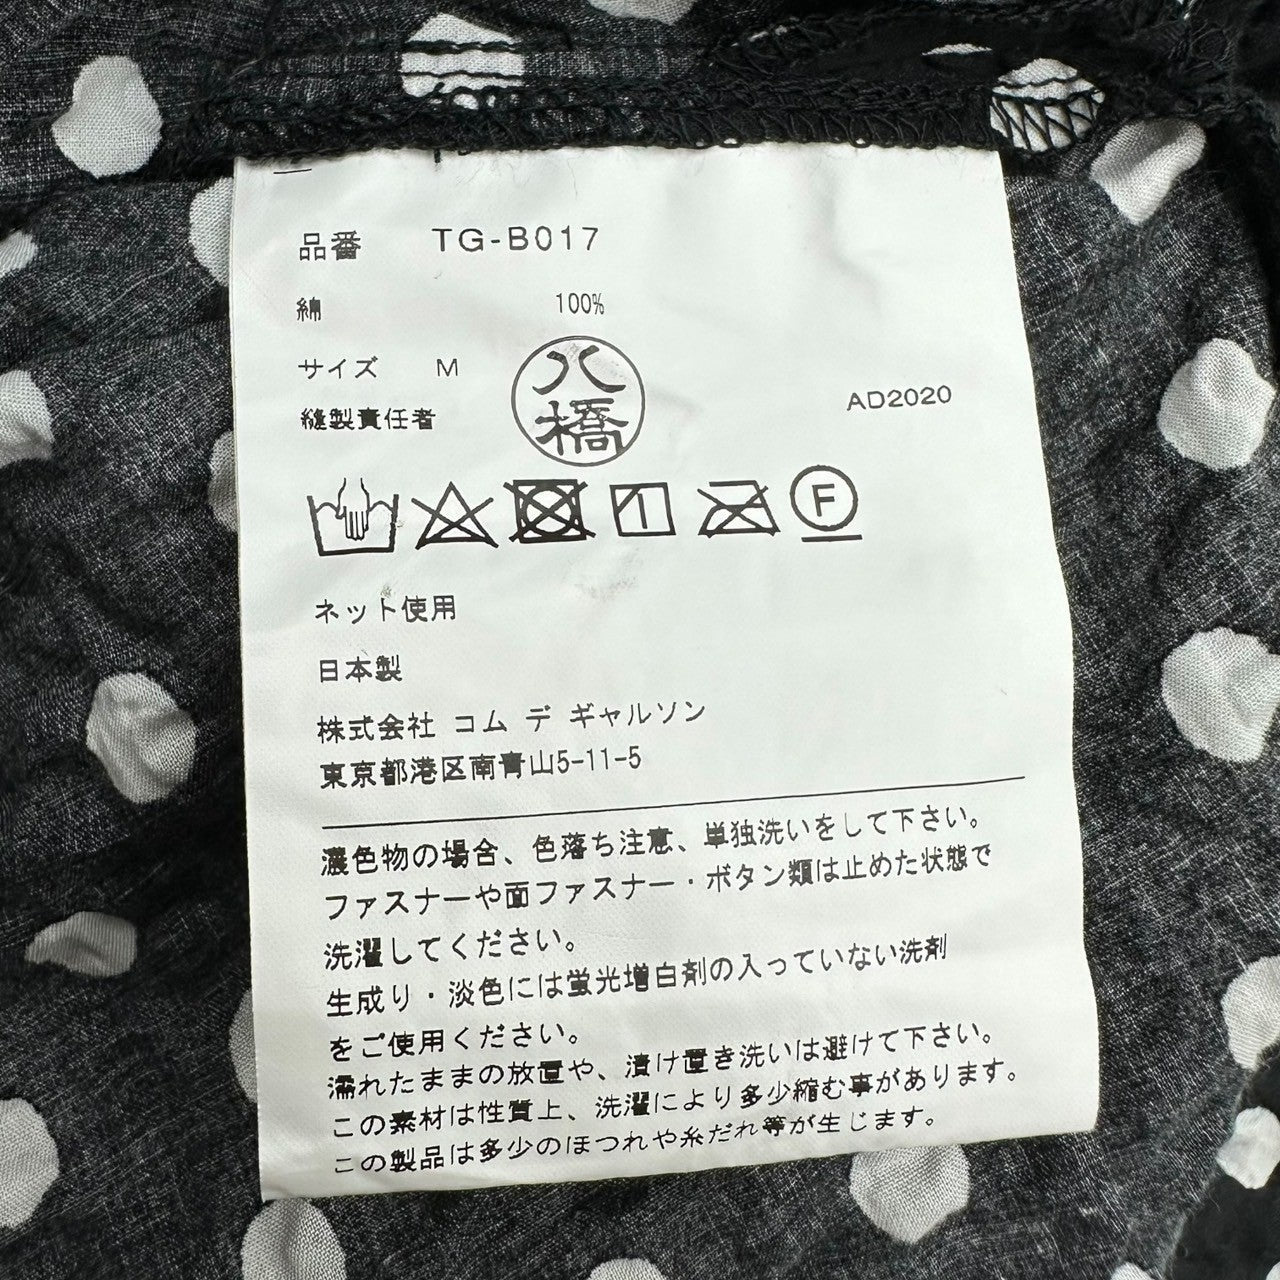 品番 TG-B017
綿 100%
サイズ M
八橋
縫製責任者
AD2020
1
F
ネット使用
日本製
株式会社 コム デ ギャルソン
東京都港区南青山5-11-5
濃色物の場合、色落ち注意、単独洗いをして下さい。
ファスナーや面ファスナー・ボタン類は止めた状態で
洗濯してください。
生成り・淡色には蛍光増白剤の入っていない洗剤
をご使用ください。
濡れたままの放置や、漬け置き洗いは避けて下さい。
この素材は性質上、洗濯により多少縮む事があります。
この製品は多少のほつれや糸だれ等が生じます。